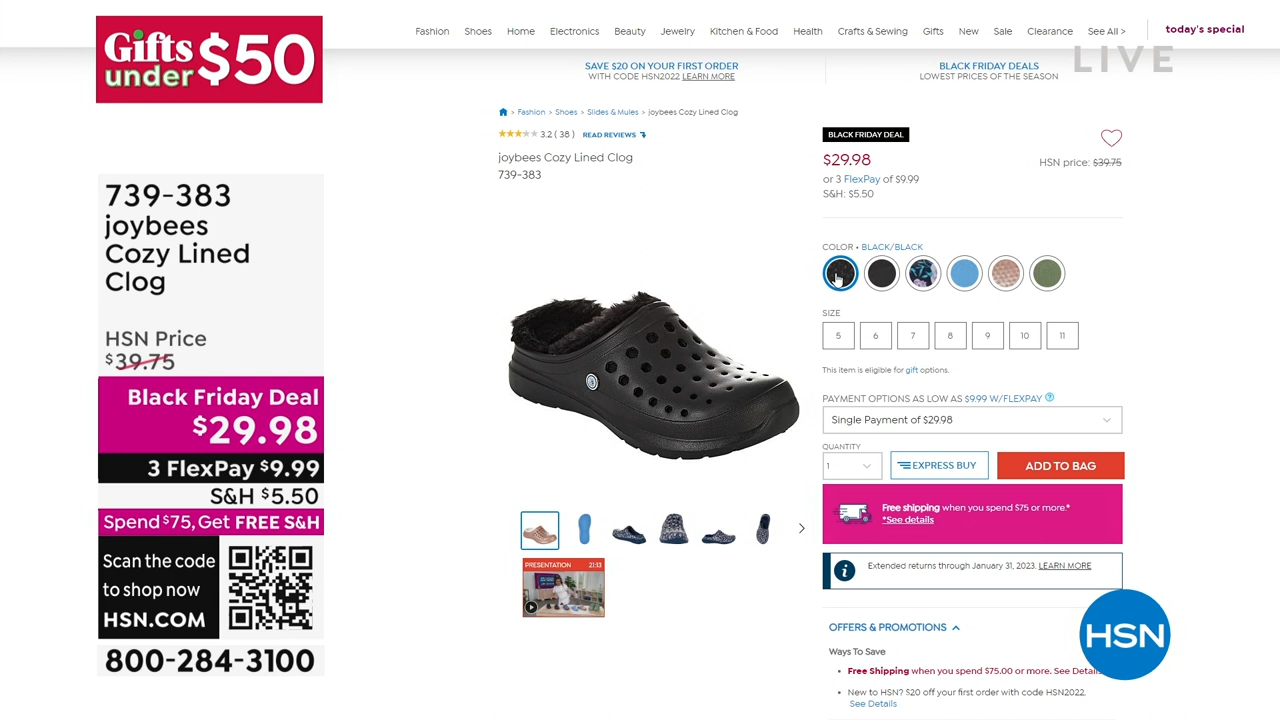 Gifts
under $50
Fashion Shoes Home Electronics Beauty Jewelry Kitchen & Food Health Crafts & Sewing Gifts New Sale Clearance See All > today's special
LIVE
SAVE $20 ON YOUR FIRST ORDER
WITH CODE HSN2022 LEARN MORE
BLACK FRIDAY DEALS
LOWEST PRICES OF THE SEASON
> Fashion > Shoes > Slides & Mules > joybees Cozy Lined Clog
3.2 ( 38 ) READ REVIEWS
joybees Cozy Lined Clog
739-383
BLACK FRIDAY DEAL
$29.98
HSN price: $39.75
or 3 FlexPay of $9.99
S&H: $5.50
COLOR • BLACK/BLACK
SIZE
5 6 7 8 9 10 11
This item is eligible for gift options.
PAYMENT OPTIONS AS LOW AS $9.99 W/FLEXPAY ?
Single Payment of $29.98
QUANTITY
1
EXPRESS BUY
ADD TO BAG
Free shipping when you spend $75 or more.*
*See details
i
Extended returns through January 31, 2023. LEARN MORE
OFFERS & PROMOTIONS
Ways To Save
• Free Shipping when you spend $75.00 or more. See Details
• New to HSN? $20 off your first order with code HSN2022.
See Details
PRESENTATION 21:13
739-383
joybees
Cozy Lined
Clog
HSN Price
$39.75
Black Friday Deal
$29.98
3 FlexPay $9.99
S&H $5.50
Spend $75, Get FREE S&H
Scan the code
to shop now
HSN.COM
800-284-3100
HSN